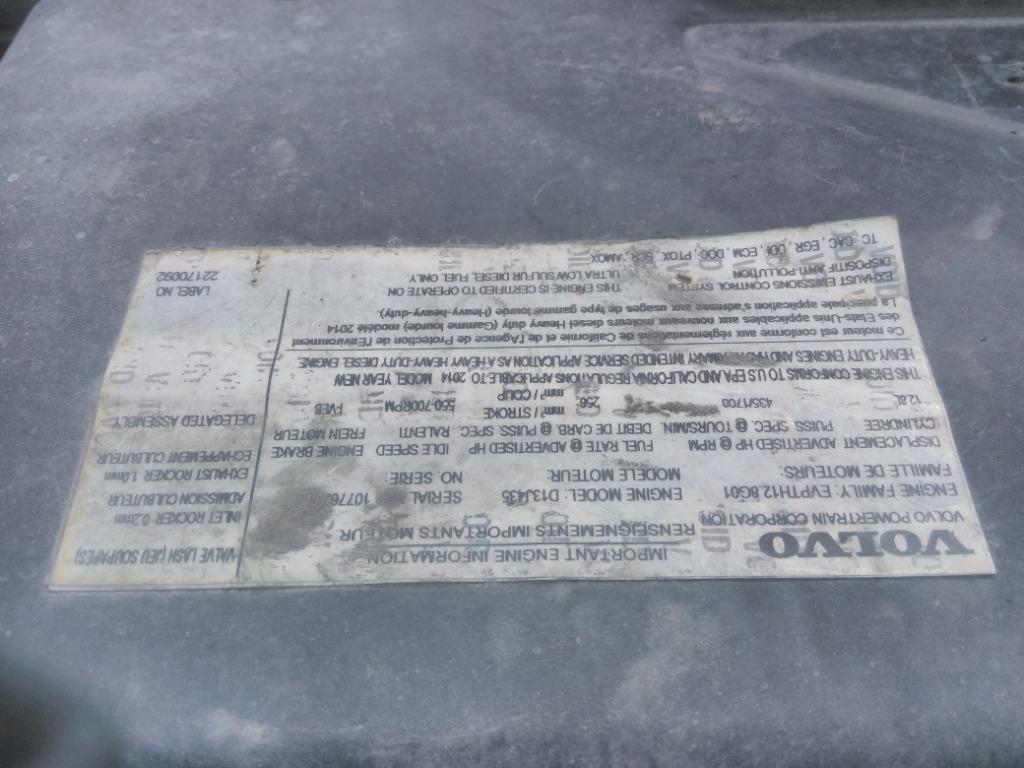 VOLVO
IMPORTANT ENGINE INFORMATION
VOLVO POWERTRAIN CORPORATION
RENSEIGNEMENTS IMPORTANTS MOTEUR
ENGINE FAMILY: EVPTH12.8G01 ENGINE MODEL: D13J435 SERIAL
FAMILLE DE MOTEURS: MODELE MOTEUR: NO. SERIE:
DISPLACEMENT ADVERTISED HP @ RPM FUEL RATE @ ADVERTISED HP IDLE SPEED ENGINE BRAKE
CYLINDREE PUISS. SPEC. @ TOURS/MIN. DEBIT DE CARB. @ PUISS. SPEC. RALENTI FREIN MOTEUR
12.8L 435/1700 256 mm³ / STROKE 550-700RPM EVEB
mm³ / COUP
THIS ENGINE CONFORMS TO U S EPA AND CALIFORNIA REGULATIONS APPLICABLE TO 2014 MODEL YEAR NEW
HEAVY-DUTY ENGINES AND HAS A PRIMARY INTENDED SERVICE APPLICATION AS A HEAVY HEAVY-DUTY DIESEL ENGINE
Ce moteur est conforme aux réglementations de Californie et de l'Agence de Protection de l'Environnement
des Etats-Unis applicables aux nouveaux moteurs diesel Heavy duty (Gamme lourde) modèle 2014
La principale application s'adresse aux usages de type gamme lourde (heavy-heavy-duty).
EXHAUST EMISSIONS CONTROL SYSTEM THIS ENGINE IS CERTIFIED TO OPERATE ON
DISPOSITIF ANTI-POLLUTION ULTRA LOW SULFUR DIESEL FUEL ONLY
TC, CAC, EGR, DDI, ECM, DOC, PTOX, SCR, AMOX
VALVE LASH (JEU SOUPAPES)
INLET ROCKER 0.2mm
ADMISSION CULBUTEUR
EXHAUST ROCKER 1.0mm
ECHAPPEMENT CULBUTEUR
DELEGATED ASSEMBLY
LABEL NO
22170092